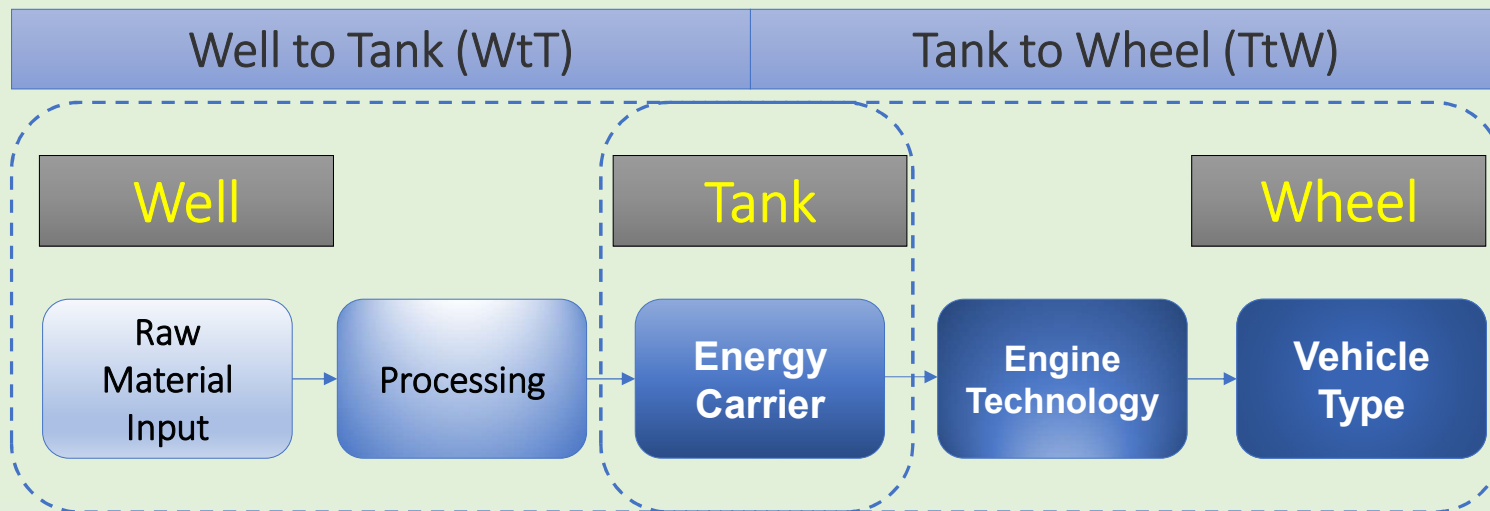 Well to Tank (WtT)
Tank to Wheel (TtW)
Well
Tank
Wheel
Raw
Material
Input
Processing
Energy
Carrier
Engine
Technology
Vehicle
Type